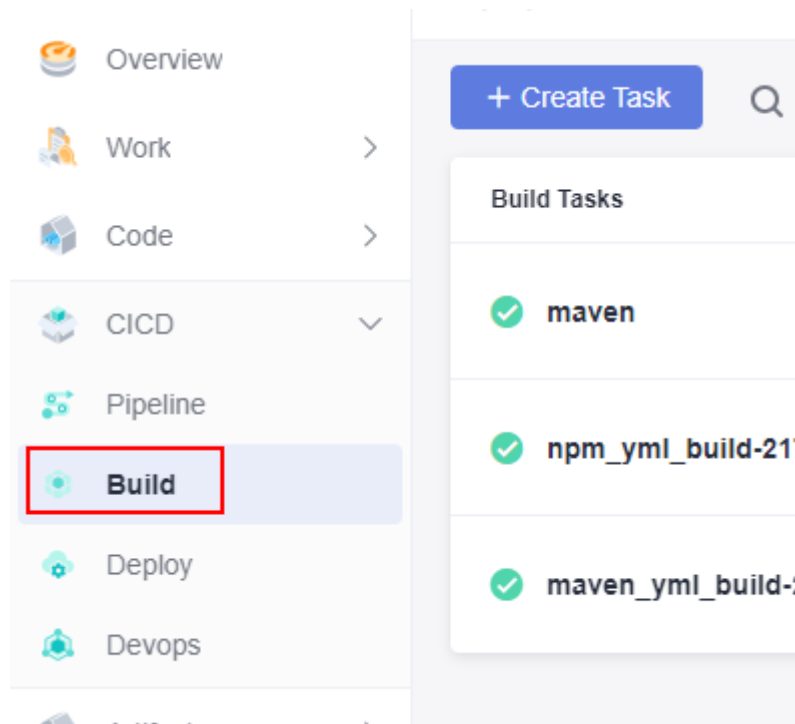 Overview
Work
Code
CICD
Pipeline
Build
Deploy
Devops
+ Create Task
Build Tasks
maven
npm_yml_build-21
maven_yml_build-